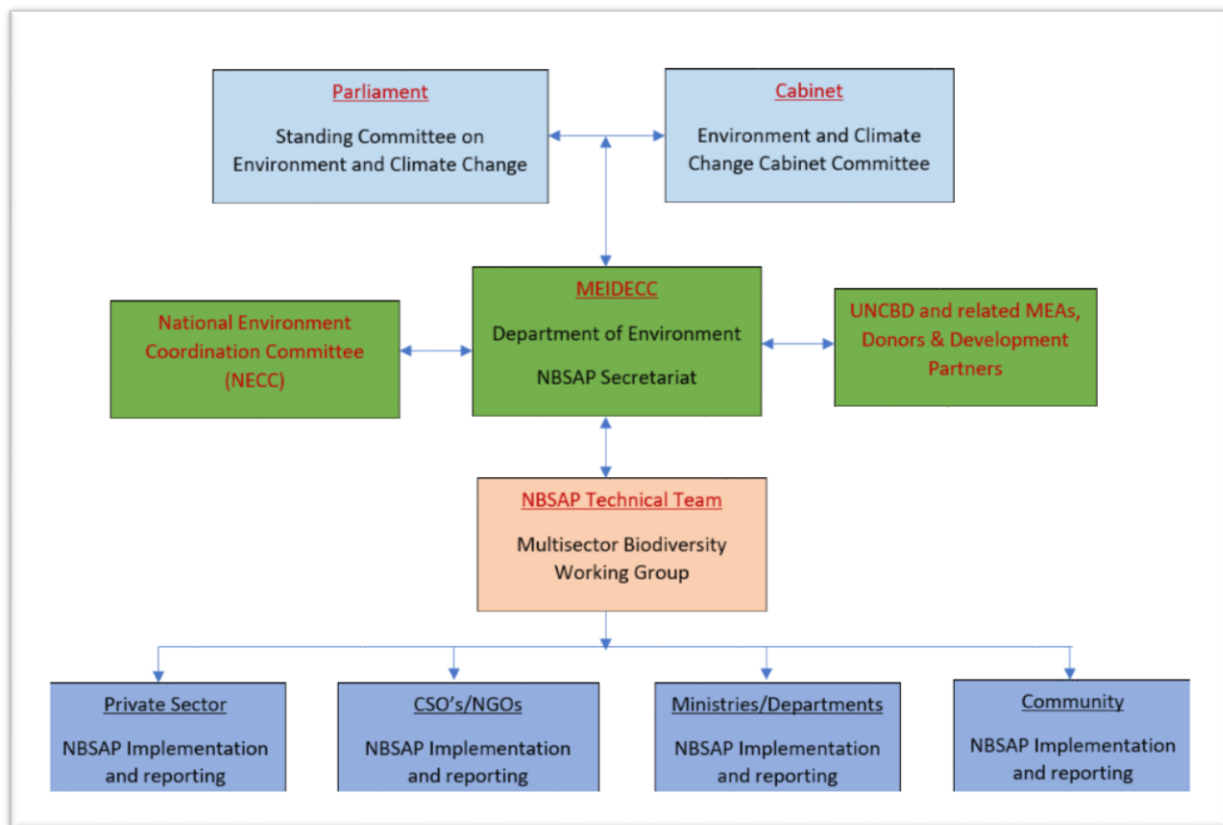 Parliament
Standing Committee on
Environment and Climate Change
Cabinet
Environment and Climate
Change Cabinet Committee
National Environment
Coordination Committee
(NECC)
MEIDECC
Department of Environment
NBSAP Secretariat
UNCBD and related MEAs,
Donors & Development
Partners
NBSAP Technical Team
Multisector Biodiversity
Working Group
Private Sector
NBSAP Implementation
and reporting
CSO's/NGOs
NBSAP Implementation
and reporting
Ministries/Departments
NBSAP Implementation
and reporting
Community
NBSAP Implementation
and reporting